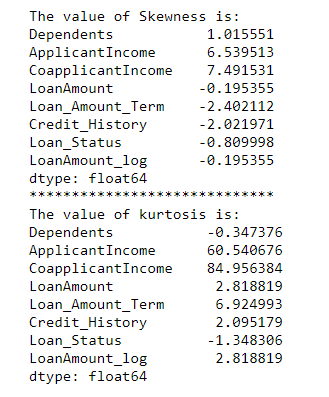 The value of Skewness is:
Dependents 1.015551
ApplicantIncome 6.539513
CoapplicantIncome 7.491531
LoanAmount -0.195355
Loan_Amount_Term -2.402112
Credit_History -2.021971
Loan_Status -0.809998
LoanAmount_log -0.195355
dtype: float64
*****************************
The value of kurtosis is:
Dependents -0.347376
ApplicantIncome 60.540676
CoapplicantIncome 84.956384
LoanAmount 2.818819
Loan_Amount_Term 6.924993
Credit_History 2.095179
Loan_Status -1.348306
LoanAmount_log 2.818819
dtype: float64